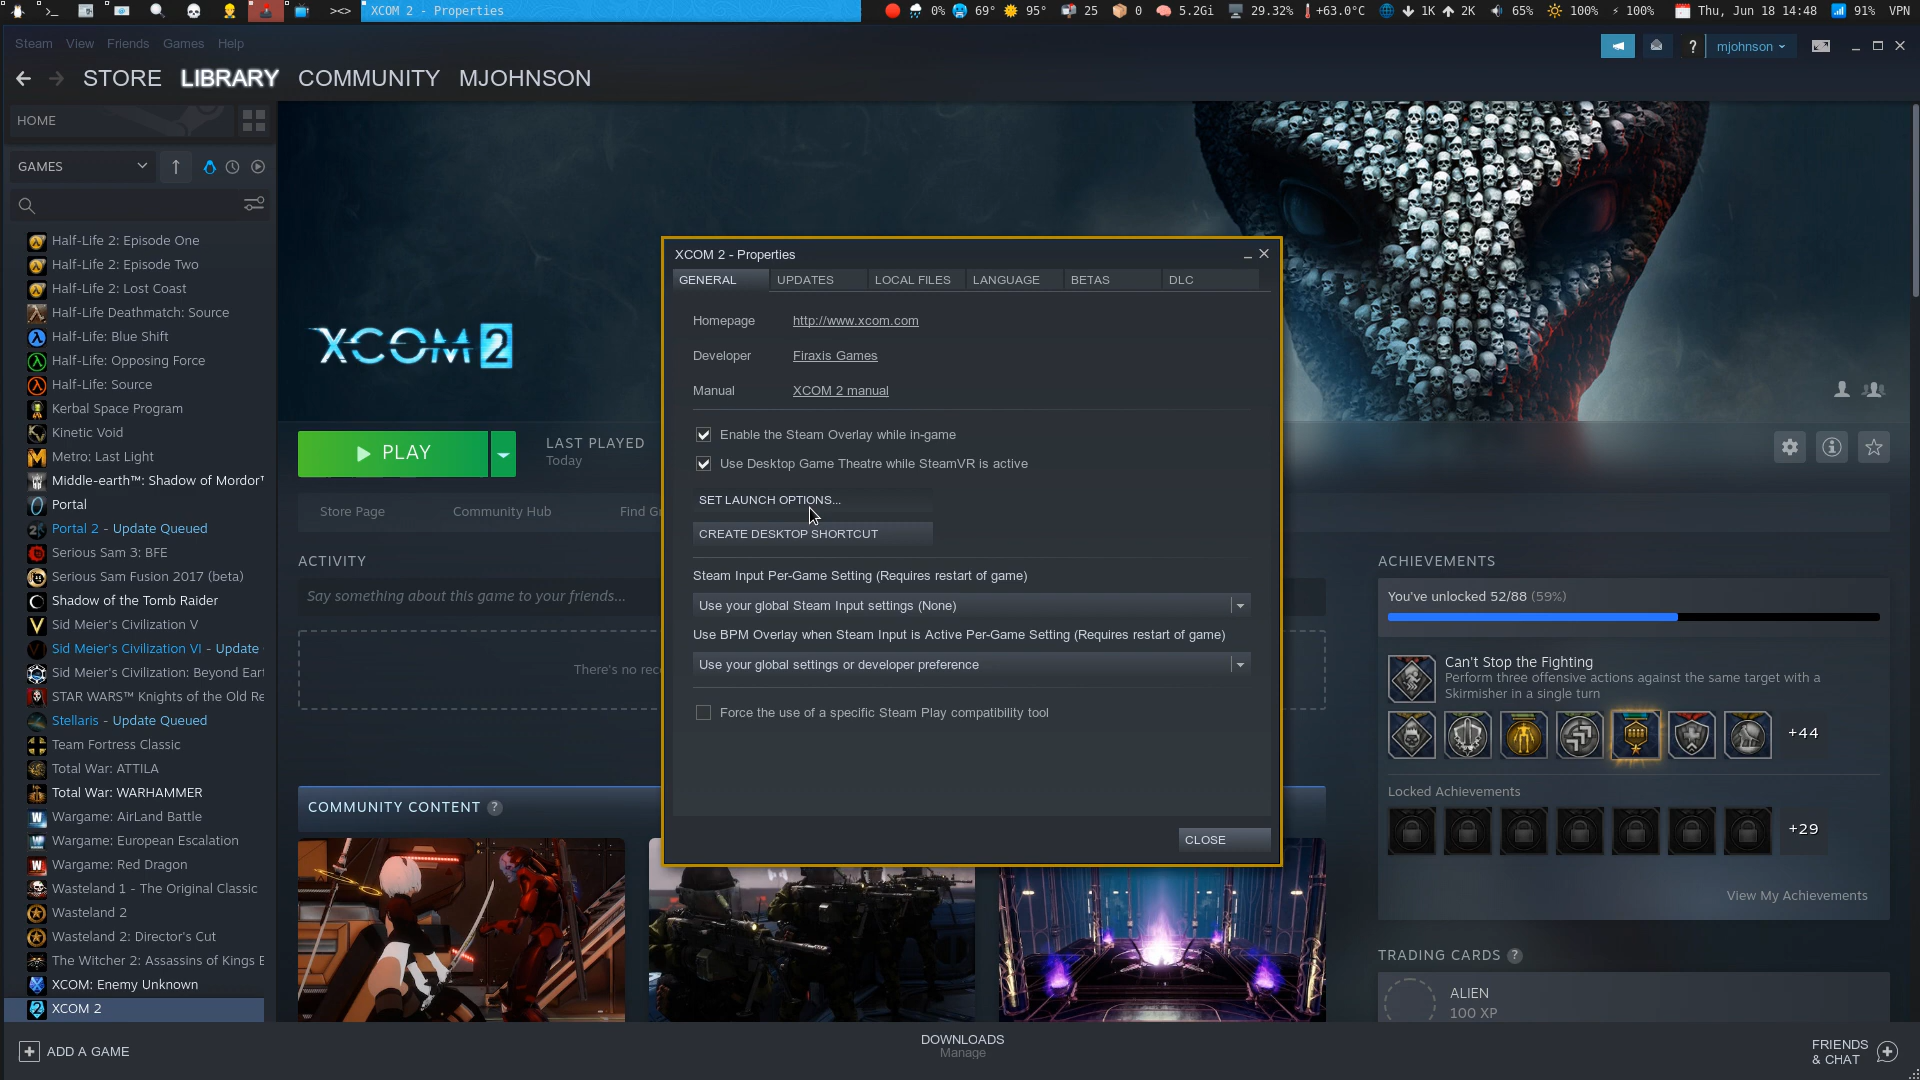 XCOM 2 - Properties
0% 69° 95° 25 0 5.2Gi 29.32% +63.0°C 1K 2K 65% 100% 100% Thu, Jun 18 14:48 91% VPN
Steam View Friends Games Help
mjohnson
STORE LIBRARY COMMUNITY MJOHNSON
HOME
GAMES
Half-Life 2: Episode One
Half-Life 2: Episode Two
Half-Life 2: Lost Coast
Half-Life Deathmatch: Source
Half-Life: Blue Shift
Half-Life: Opposing Force
Half-Life: Source
Kerbal Space Program
Kinetic Void
Metro: Last Light
Middle-earth™: Shadow of Mordor™
Portal
Portal 2 - Update Queued
Serious Sam 3: BFE
Serious Sam Fusion 2017 (beta)
Shadow of the Tomb Raider
Sid Meier's Civilization V
Sid Meier's Civilization VI - Update
Sid Meier's Civilization: Beyond Eart
STAR WARS™ Knights of the Old Re
Stellaris - Update Queued
Team Fortress Classic
Total War: ATTILA
Total War: WARHAMMER
Wargame: AirLand Battle
Wargame: European Escalation
Wargame: Red Dragon
Wasteland 1 - The Original Classic
Wasteland 2
Wasteland 2: Director's Cut
The Witcher 2: Assassins of Kings E
XCOM: Enemy Unknown
XCOM 2
ADD A GAME
XCOM 2
PLAY
LAST PLAYED
Today
Store Page Community Hub Find Gr
ACTIVITY
Say something about this game to your friends...
There's no rec
COMMUNITY CONTENT ?
XCOM 2 - Properties
GENERAL UPDATES LOCAL FILES LANGUAGE BETAS DLC
Homepage http://www.xcom.com
Developer Firaxis Games
Manual XCOM 2 manual
Enable the Steam Overlay while in-game
Use Desktop Game Theatre while SteamVR is active
SET LAUNCH OPTIONS...
CREATE DESKTOP SHORTCUT
Steam Input Per-Game Setting (Requires restart of game)
Use your global Steam Input settings (None)
Use BPM Overlay when Steam Input is Active Per-Game Setting (Requires restart of game)
Use your global settings or developer preference
Force the use of a specific Steam Play compatibility tool
CLOSE
ACHIEVEMENTS
You've unlocked 52/88 (59%)
Can't Stop the Fighting
Perform three offensive actions against the same target with a
Skirmisher in a single turn
+44
Locked Achievements
+29
View My Achievements
TRADING CARDS ?
ALIEN
100 XP
DOWNLOADS
Manage
FRIENDS
& CHAT